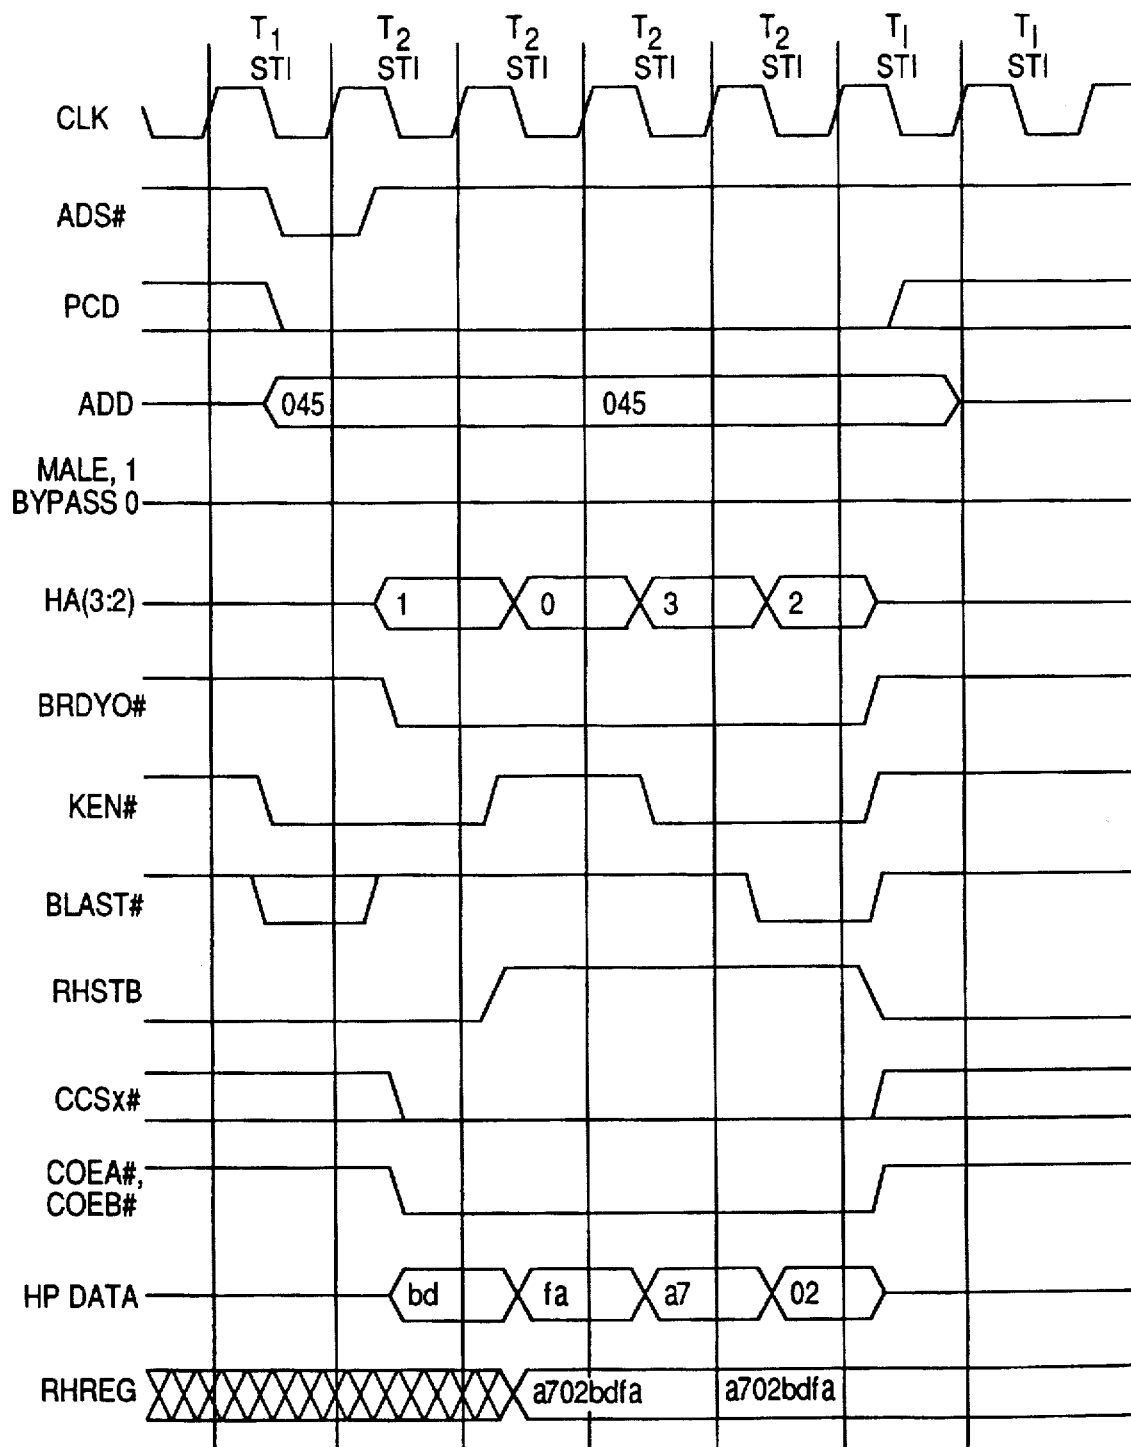 T1 T2 T2 T2 T2 TI TI
STI STI STI STI STI STI STI
CLK
ADS#
PCD
ADD 045 045
MALE, 1
BYPASS 0
HA(3:2) 1 0 3 2
BRDYO#
KEN#
BLAST#
RHSTB
CCSx#
COEA#,
COEB#
HP DATA bd fa a7 02
RHREG a702bdfa a702bdfa